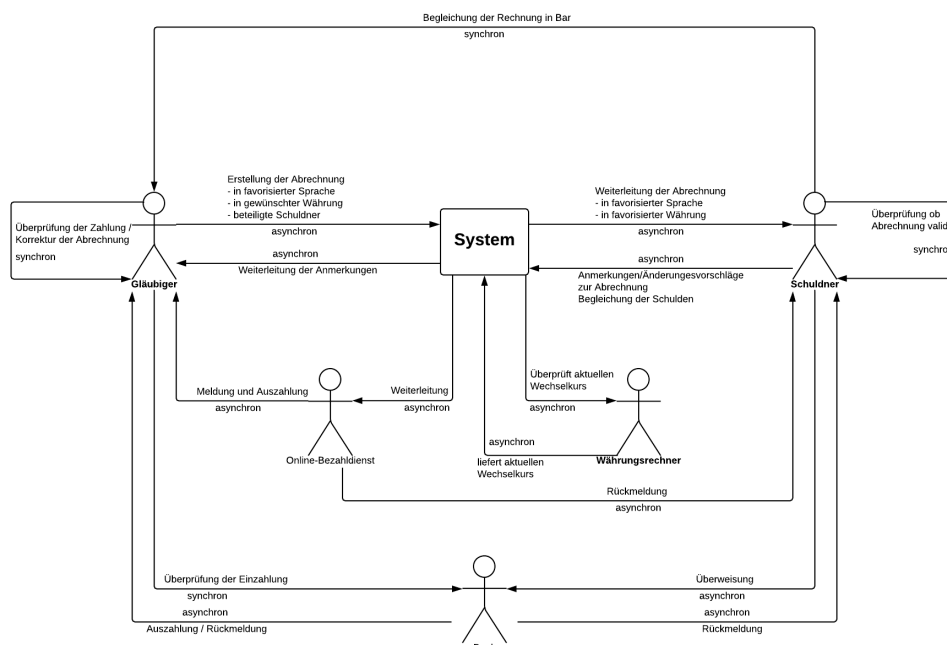 Begleichung der Rechnung in Bar
synchron
Erstellung der Abrechnung
- in favorisierter Sprache
- in gewünschter Währung
- beteiligte Schuldner
asynchron
Weiterleitung der Abrechnung
- in favorisierter Sprache
- in favorisierter Währung
asynchron
Überprüfung der Zahlung /
Korrektur der Abrechnung
synchron
System
Überprüfung ob
Abrechnung valid
synchro
asynchron
Weiterleitung der Anmerkungen
asynchron
Anmerkungen/Änderungsvorschläge
zur Abrechnung
Begleichung der Schulden
Gläubiger
Schuldner
Meldung und Auszahlung
asynchron
Weiterleitung
asynchron
Überprüft aktuellen
Wechselkurs
asynchron
Online-Bezahldienst
asynchron
liefert aktuellen
Wechselkurs
Währungsrechner
Rückmeldung
asynchron
Überprüfung der Einzahlung
synchron
asynchron
Auszahlung / Rückmeldung
Überweisung
asynchron
asynchron
Rückmeldung